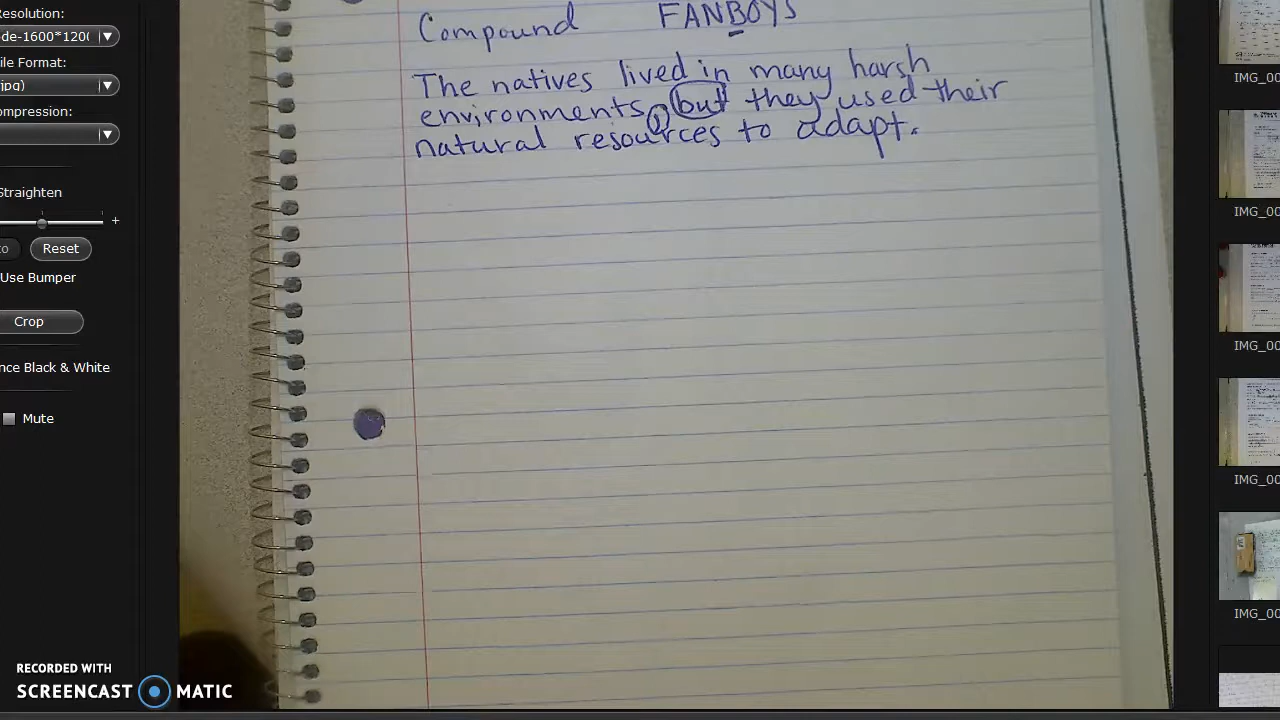 Resolution:
de-1600*1200
ile Format:
jpg)
ompression:
Straighten
+
to
Reset
Use Bumper
Crop
nce Black & White
Mute
RECORDED WITH
SCREENCAST MATIC
Compound FANBOYS
The natives lived in many harsh
environments, but they used their
natural resources to adapt.
IMG_00
IMG_00
IMG_00
IMG_00
IMG_00